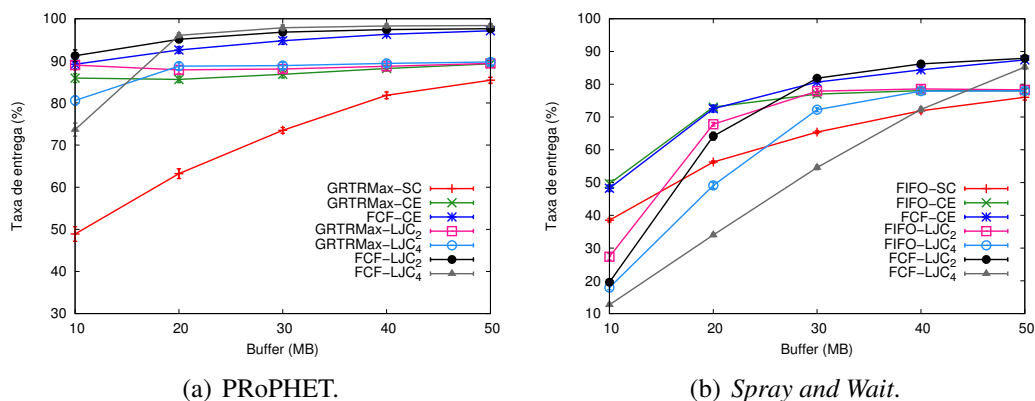 100
90
80
70
60
50
40
30
Taxa de entrega (%)
GRTRMax-SC
GRTRMax-CE
FCF-CE
GRTRMax-LJC2
GRTRMax-LJC4
FCF-LJC2
FCF-LJC4
10 20 30 40 50
Buffer (MB)
(a) PRoPHET.
100
90
80
70
60
50
40
30
20
10
0
Taxa de entrega (%)
FIFO-SC
FIFO-CE
FCF-CE
FIFO-LJC2
FIFO-LJC4
FCF-LJC2
FCF-LJC4
10 20 30 40 50
Buffer (MB)
(b) Spray and Wait.